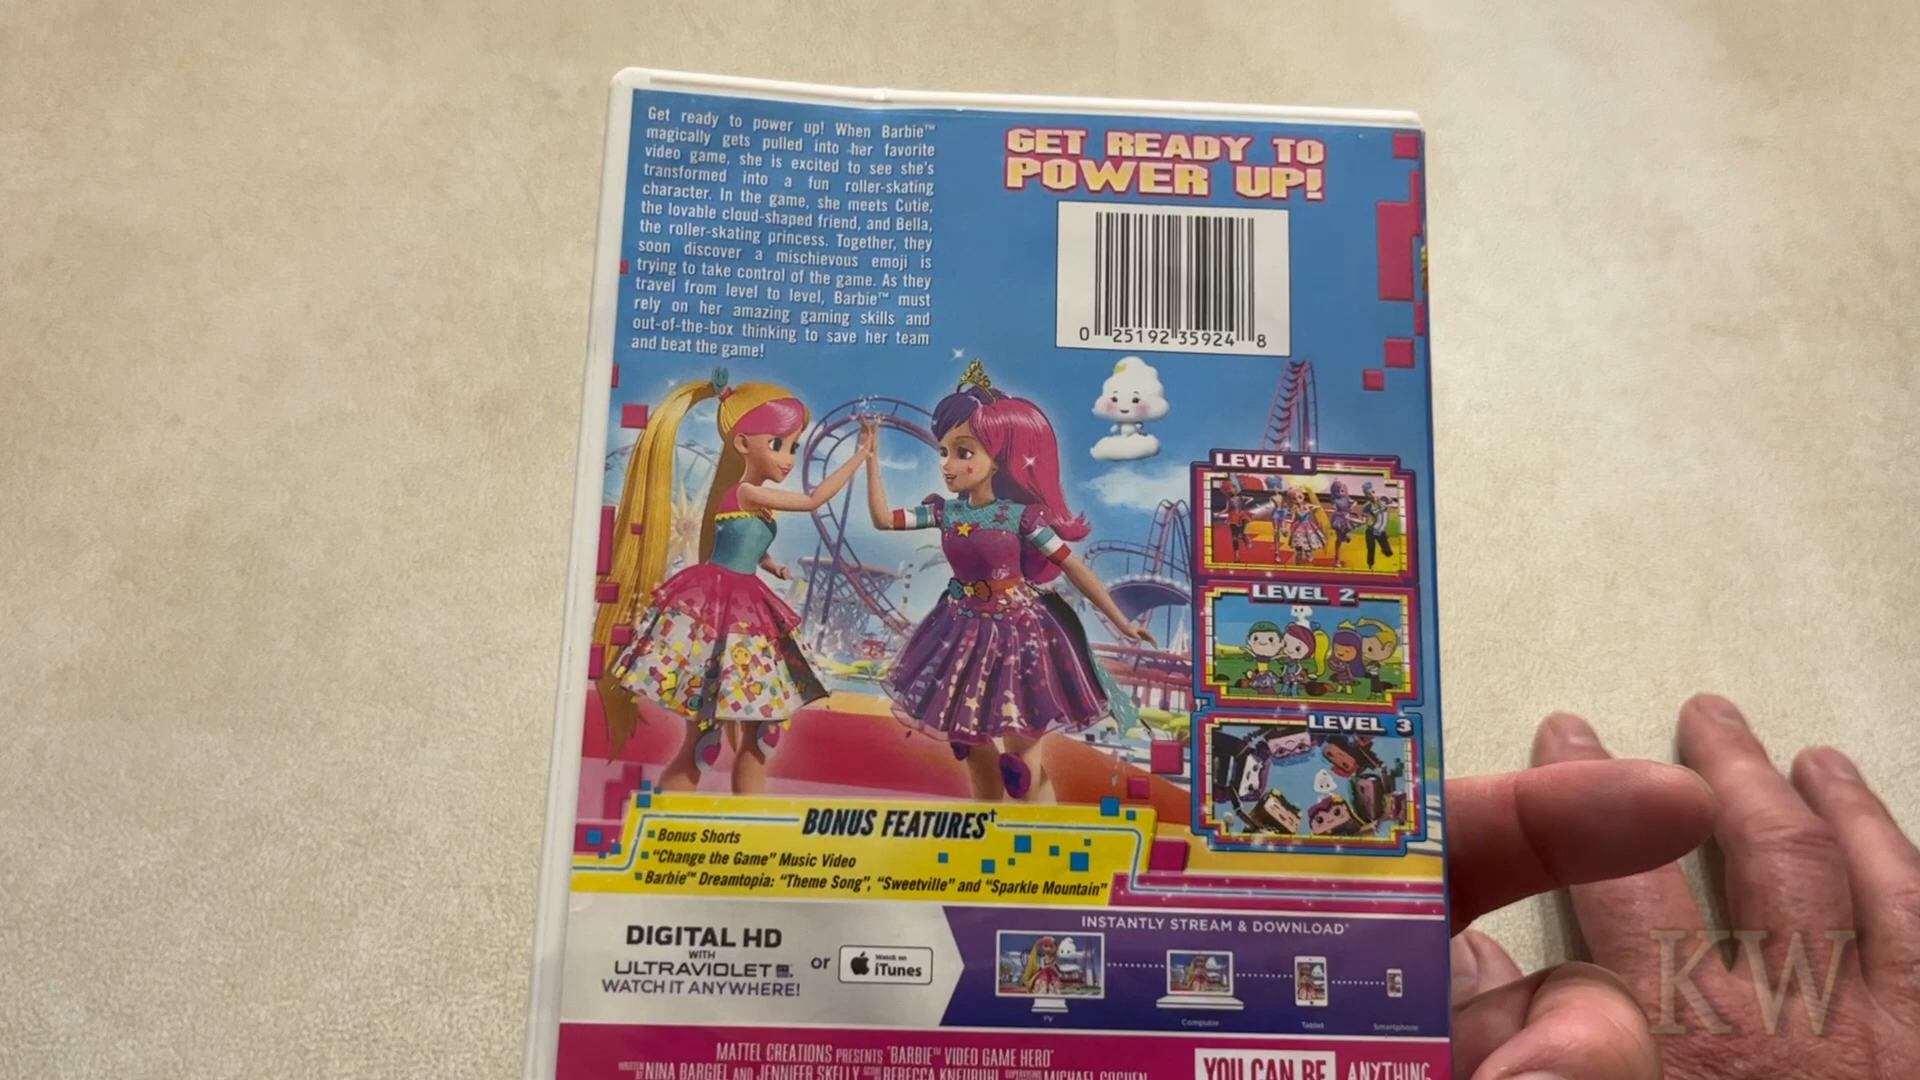 Get ready to power up! When Barbie™
magically gets pulled into her favorite
video game, she is excited to see she's
transformed into a fun roller-skating
character. In the game, she meets Cutie,
the lovable cloud-shaped friend, and Bella,
the roller-skating princess. Together, they
soon discover a mischievous emoji is
trying to take control of the game. As they
travel from level to level, Barbie™ must
rely on her amazing gaming skills and
out-of-the-box thinking to save her team
and beat the game!
GET READY TO
POWER UP!
0 25192 35924 8
LEVEL 1
LEVEL 2
LEVEL 3
BONUS FEATURES†
Bonus Shorts
"Change the Game" Music Video
Barbie™ Dreamtopia: "Theme Song", "Sweetville" and "Sparkle Mountain"
DIGITAL HD
WITH
ULTRAVIOLET
WATCH IT ANYWHERE!
or
Watch on
iTunes
INSTANTLY STREAM & DOWNLOAD*
TV
Computer
Tablet
Smartphone
MATTEL CREATIONS PRESENTS "BARBIE™ VIDEO GAME HERO"
WRITTEN BY NINA BARGIEL AND JENNIFER SKELLY SCORE BY REBECCA KNEUBUHL SUPERVISING MICHAEL GOGUEN
YOU CAN BE ANYTHING
KW